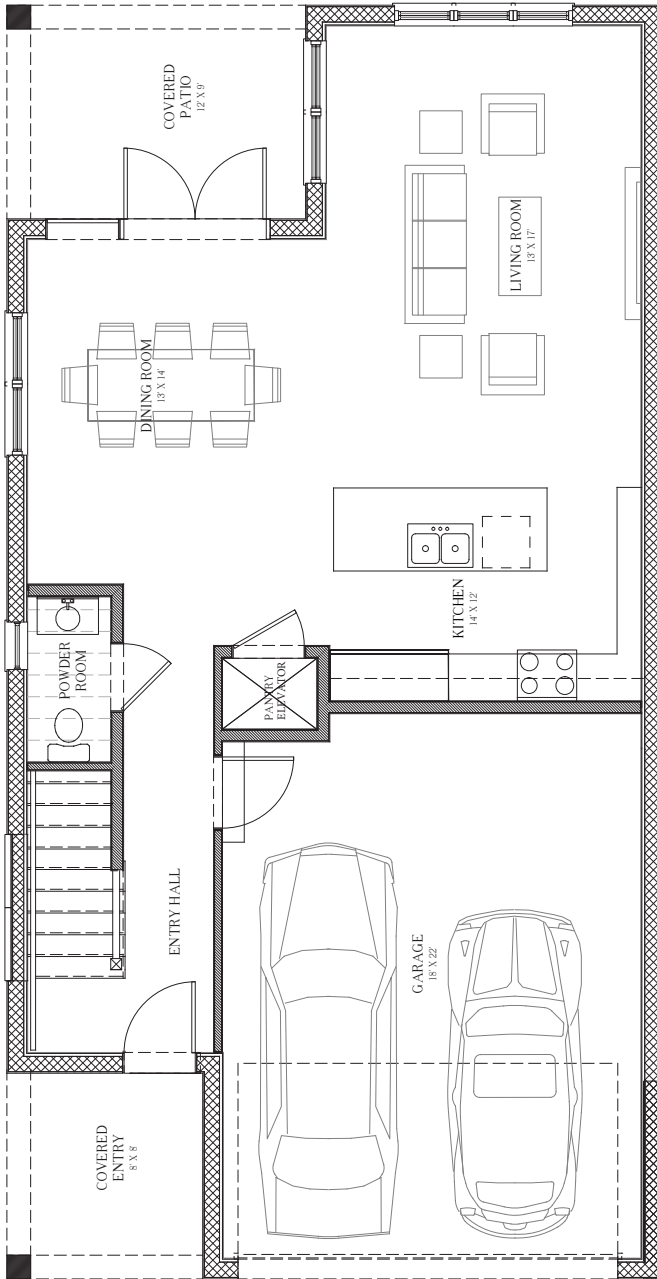 COVERED
PATIO
12' X 9'
LIVING ROOM
13' X 17'
DINING ROOM
13' X 14'
KITCHEN
14' X 12'
POWDER
ROOM
PANTRY
ELEVATOR
ENTRY HALL
GARAGE
18' X 22'
COVERED
ENTRY
8' X 8'